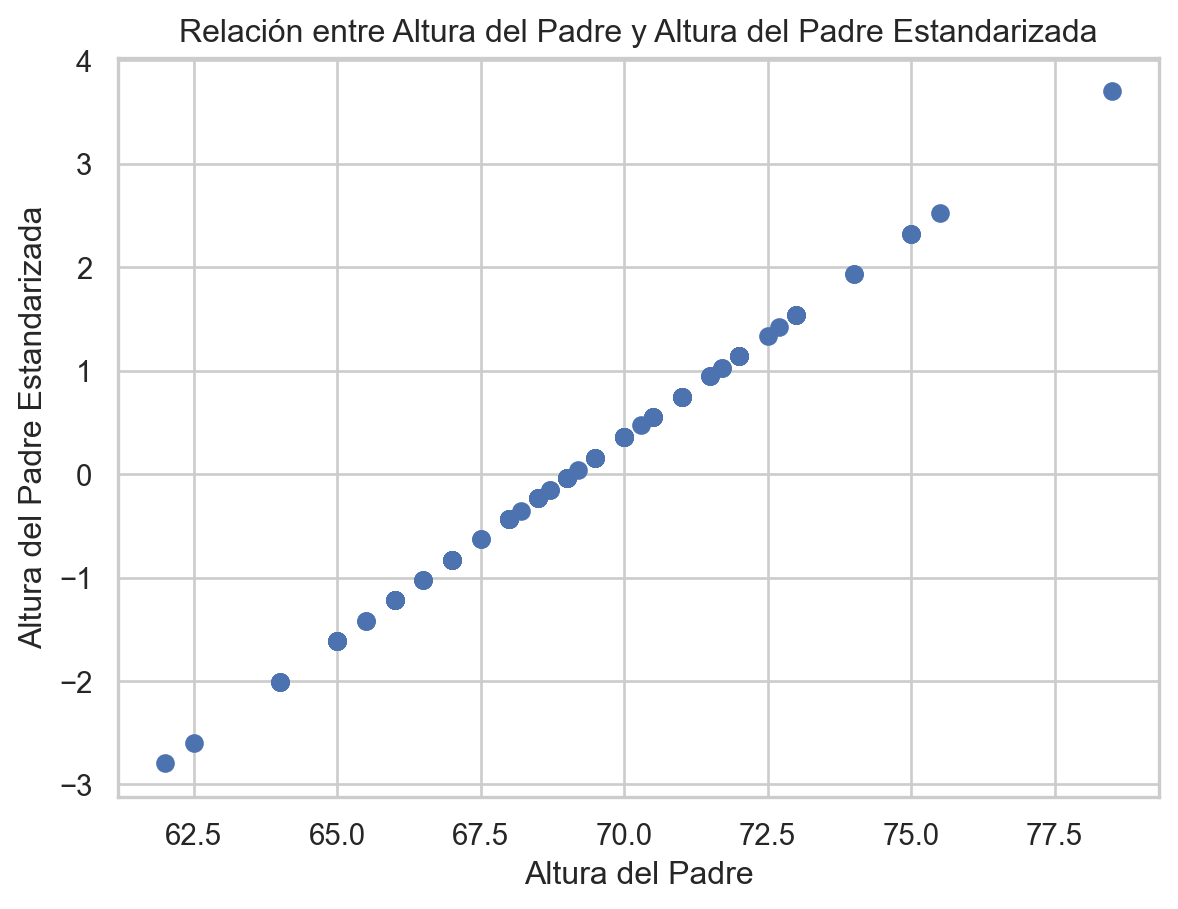 Relación entre Altura del Padre y Altura del Padre Estandarizada
4
3
2
1
0
−1
−2
−3
Altura del Padre Estandarizada
62.5 65.0 67.5 70.0 72.5 75.0 77.5
Altura del Padre